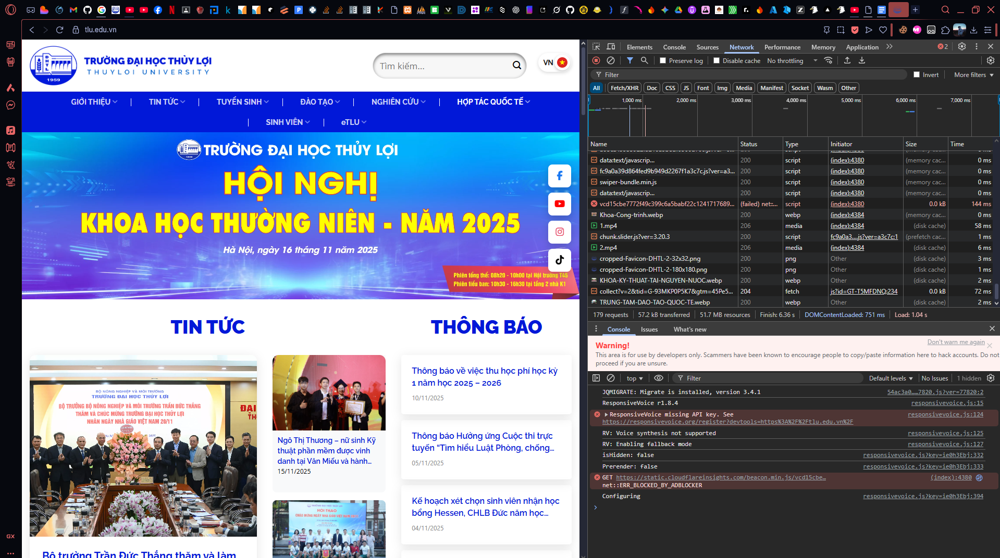 tlu.edu.vn
DHTL
1959
TRƯỜNG ĐẠI HỌC THỦY LỢI
THUYLOI UNIVERSITY
Tìm kiếm...
VN
GIỚI THIỆU
TIN TỨC
TUYỂN SINH
ĐÀO TẠO
NGHIÊN CỨU
HỢP TÁC QUỐC TẾ
SINH VIÊN
eTLU
TRƯỜNG ĐẠI HỌC THỦY LỢI
HỘI NGHỊ
KHOA HỌC THƯỜNG NIÊN - NĂM 2025
Hà Nội, ngày 16 tháng 11 năm 2025
Phiên tổng thể: 08h20 - 10h00 tại Hội trường T45
Phiên tiểu ban: 10h30 - 16h30 tại tầng 2 nhà K1
TIN TỨC
BỘ NÔNG NGHIỆP VÀ MÔI TRƯỜNG
TRƯỜNG ĐẠI HỌC THỦY LỢI
BỘ TRƯỞNG BỘ NÔNG NGHIỆP VÀ MÔI TRƯỜNG TRẦN ĐỨC THẮNG
THĂM VÀ CHÚC MỪNG TRƯỜNG ĐẠI HỌC THỦY LỢI
NHÂN NGÀY NHÀ GIÁO VIỆT NAM 20/11
Bộ trưởng Trần Đức Thắng thăm và làm
Ngô Thị Thương – nữ sinh Kỹ
thuật phần mềm được vinh
danh tại Văn Miếu và hành...
15/11/2025
TRƯỜNG ĐẠI HỌC THỦY LỢI
HỘI THAO
CHÀO MỪNG NGÀY NHÀ GIÁO VIỆT NAM
THÔNG BÁO
Thông báo về việc thu học phí học kỳ
1 năm học 2025 – 2026
10/11/2025
Thông báo Hưởng ứng Cuộc thi trực
tuyến “Tìm hiểu Luật Phòng, chống...
05/11/2025
Kế hoạch xét chọn sinh viên nhận học
bổng Hessen, CHLB Đức năm học...
04/11/2025
GX
Elements Console Sources Network Performance Memory Application 2
Preserve log Disable cache No throttling
Filter Invert More filters
All Fetch/XHR Doc CSS JS Font Img Media Manifest Socket Wasm Other
1,000 ms 2,000 ms 3,000 ms 4,000 ms 5,000 ms 6,000 ms 7,000 ms
Name Status Type Initiator Size Time
data:text/javascrip... 200 script (index):4380 (memory cac... 0 ms
fc9a0a39d864fed9b949d2267f1a3c7c.js?ver=a3... 200 script (index):4380 (memory cac... 0 ms
swiper-bundle.min.js 200 script (index):4380 (memory cac... 0 ms
data:text/javascrip... 200 script (index):4380 (memory cac... 0 ms
vcd15cbe7772f49c399c6a5babf22c1241717689... (failed) net::... script (index):4380 0.0 kB 144 ms
Khoa-Cong-trinh.webp 200 webp (index):4384 (memory cac... 0 ms
1.mp4 206 media (index):4384 (disk cache) 58 ms
chunk.slider.js?ver=3.20.3 200 script fc9a0a3....js?ver=a3c7c:1 (prefetch cac... 1 ms
2.mp4 206 media (index):4384 (disk cache) 6 ms
cropped-Favicon-DHTL-2-32x32.png 200 png Other (disk cache) 3 ms
cropped-Favicon-DHTL-2-180x180.png 200 png Other (disk cache) 1 ms
KHOA-KY-THUAT-TAI-NGUYEN-NUOC.webp 200 webp Other (disk cache) 2 ms
collect?v=2&tid=G-93MKP0P5K7&gtm=45Pe5... 204 fetch js?id=GT-T5MFDNQ:234 0.0 kB 72 ms
TRUNG-TAM-DAO-TAO-QUOC-TE.webp 200 webp Other (disk cache) 2 ms
179 requests 57.2 kB transferred 51.7 MB resources Finish: 6.36 s DOMContentLoaded: 751 ms Load: 1.04 s
Console Issues What's new
Warning! Don't warn me again
This area is for use by developers only. Scammers have been known to encourage people to copy/paste information here to hack accounts. Do not
proceed if you are unsure.
top Filter Default levels No Issues 1 hidden
JQMIGRATE: Migrate is installed, version 3.4.1 54ac3a0……7820.js?ver=77820:2
ResponsiveVoice r1.8.4 responsivevoice.js:15
ResponsiveVoice missing API key. See responsivevoice.js:124
https://responsivevoice.org/register?devtools=https%3A%2F%2Ftlu.edu.vn%2F
RV: Voice synthesis not supported responsivevoice.js:125
RV: Enabling fallback mode responsivevoice.js:127
isHidden: false responsivevoice.js?key=ie0h3Ebj:332
Prerender: false responsivevoice.js?key=ie0h3Ebj:333
GET https://static.cloudflareinsights.com/beacon.min.js/vcd15cbe… (index):4380
net::ERR_BLOCKED_BY_ADBLOCKER
Configuring responsivevoice.js?key=ie0h3Ebj:394